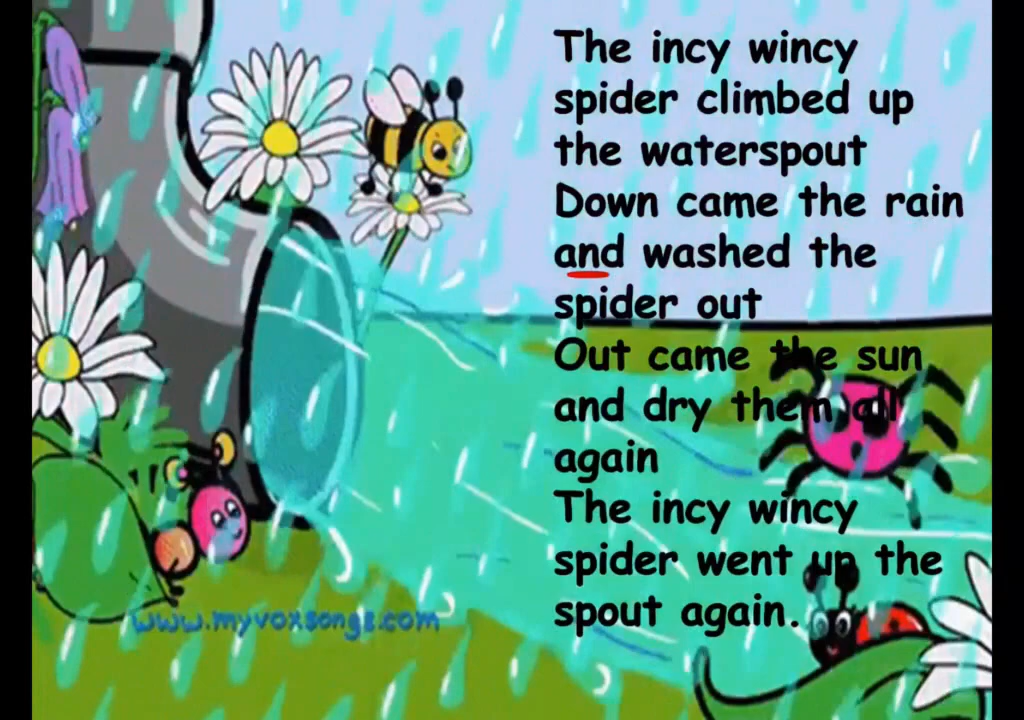 The incy wincy
spider climbed up
the waterspout
Down came the rain
and washed the
spider out
Out came the sun
and dry them all
again
The incy wincy
spider went up the
spout again.
www.myvoxsongs.com